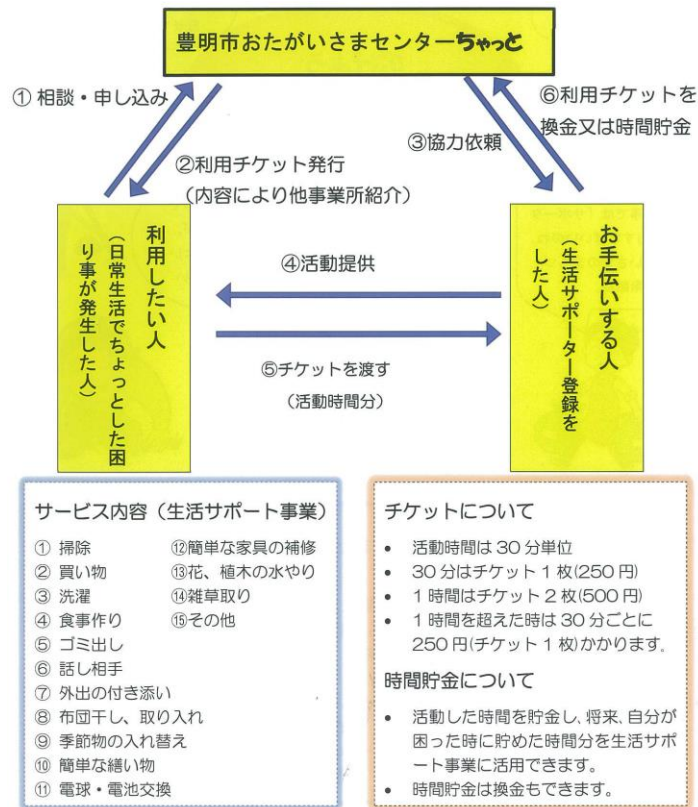 豊明市おたがいさまセンターちゃっと
①相談・申し込み
②利用チケット発行
(内容により他事業所紹介)
③協力依頼
⑥利用チケットを
換金又は時間貯金
利用したい人
(日常生活でちょっとした困
り事が発生した人)
④活動提供
⑤チケットを渡す
(活動時間分)
お手伝いする人
(生活サポーター登録を
した人)
サービス内容(生活サポート事業)
① 掃除
② 買い物
③ 洗濯
④ 食事作り
⑤ ゴミ出し
⑥ 話し相手
⑦ 外出の付き添い
⑧ 布団干し、取り入れ
⑨ 季節物の入れ替え
⑩ 簡単な繕い物
⑪ 電球・電池交換
⑫簡単な家具の補修
⑬花、植木の水やり
⑭雑草取り
⑮その他
チケットについて
• 活動時間は30分単位
• 30分はチケット1枚(250円)
• 1時間はチケット2枚(500円)
• 1時間を超えた時は30分ごとに
250円(チケット1枚)かかります。
時間貯金について
• 活動した時間を貯金し、将来、自分が
困った時に貯めた時間分を生活サポ
ート事業に活用できます。
• 時間貯金は換金もできます。